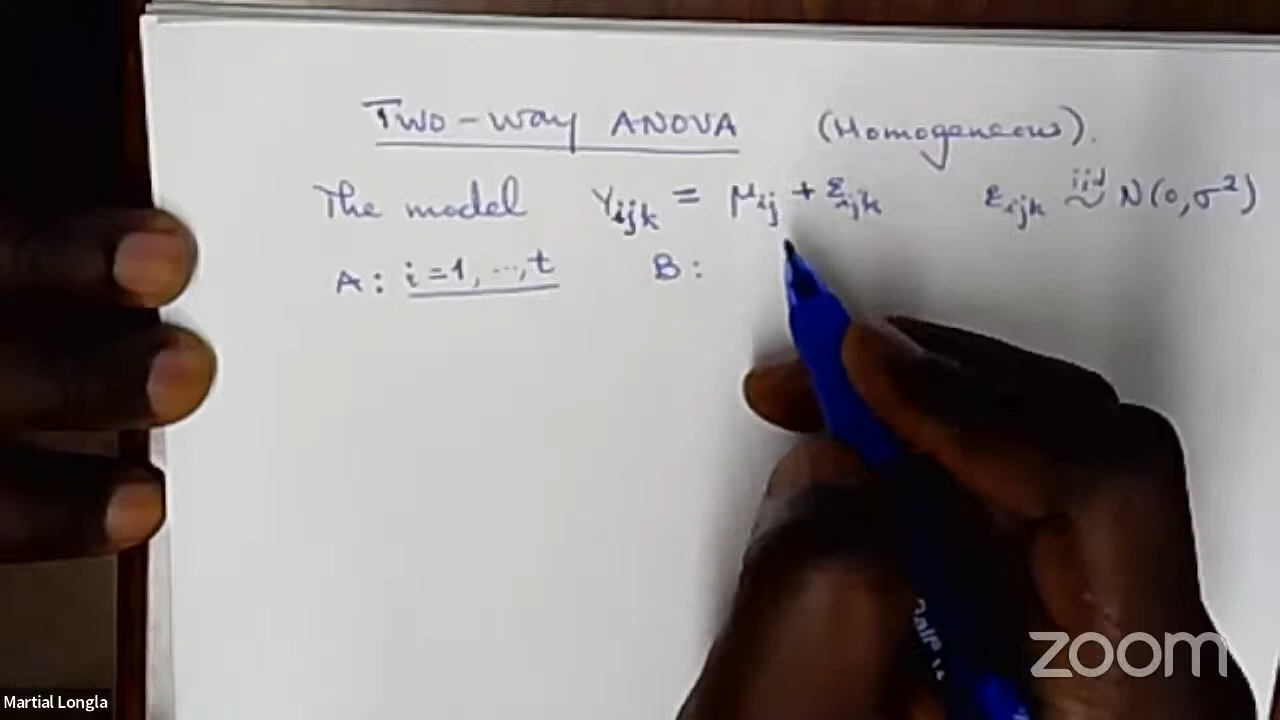 Two-way ANOVA (Homogeneous).
The model Yijk = μij + εijk εijk iid ~ N(0,σ²)
A: i=1, ..., t B:
zoom
Martial Longla